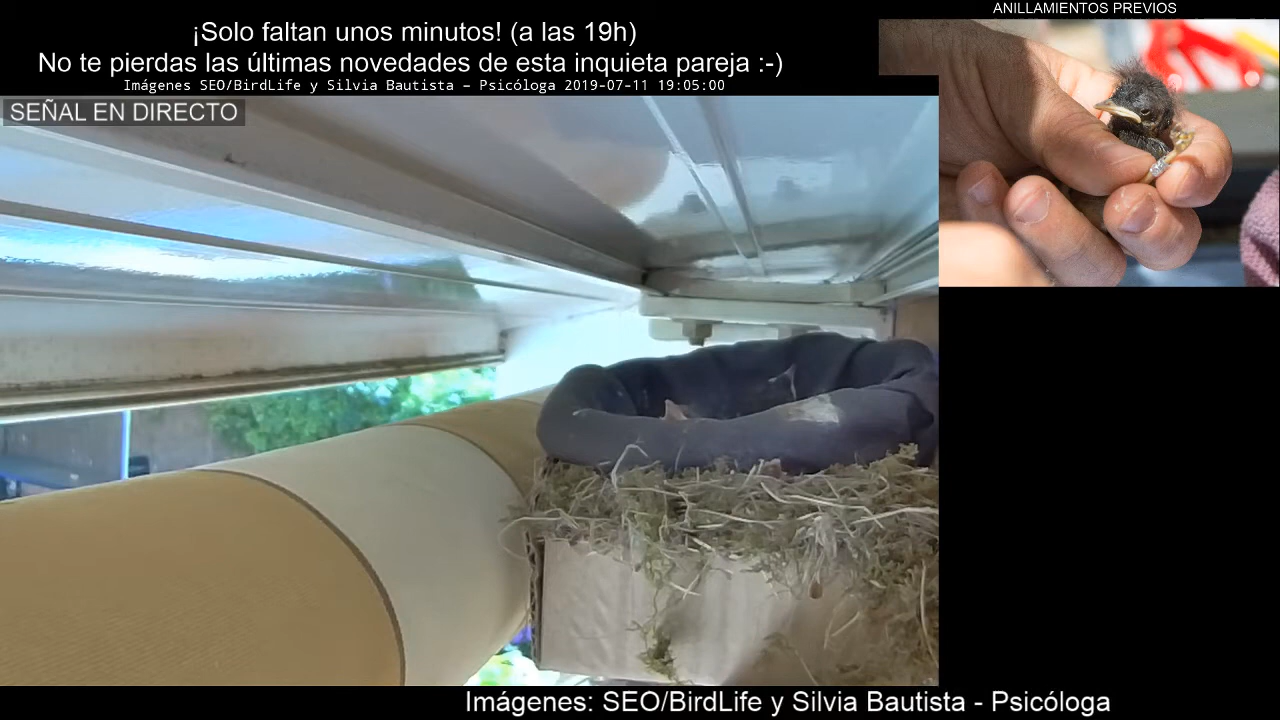 ANILLAMIENTOS PREVIOS
¡Solo faltan unos minutos! (a las 19h)
No te pierdas las últimas novedades de esta inquieta pareja :-)
Imágenes SEO/BirdLife y Silvia Bautista – Psicóloga 2019-07-11 19:05:00
SEÑAL EN DIRECTO
Imágenes: SEO/BirdLife y Silvia Bautista - Psicóloga